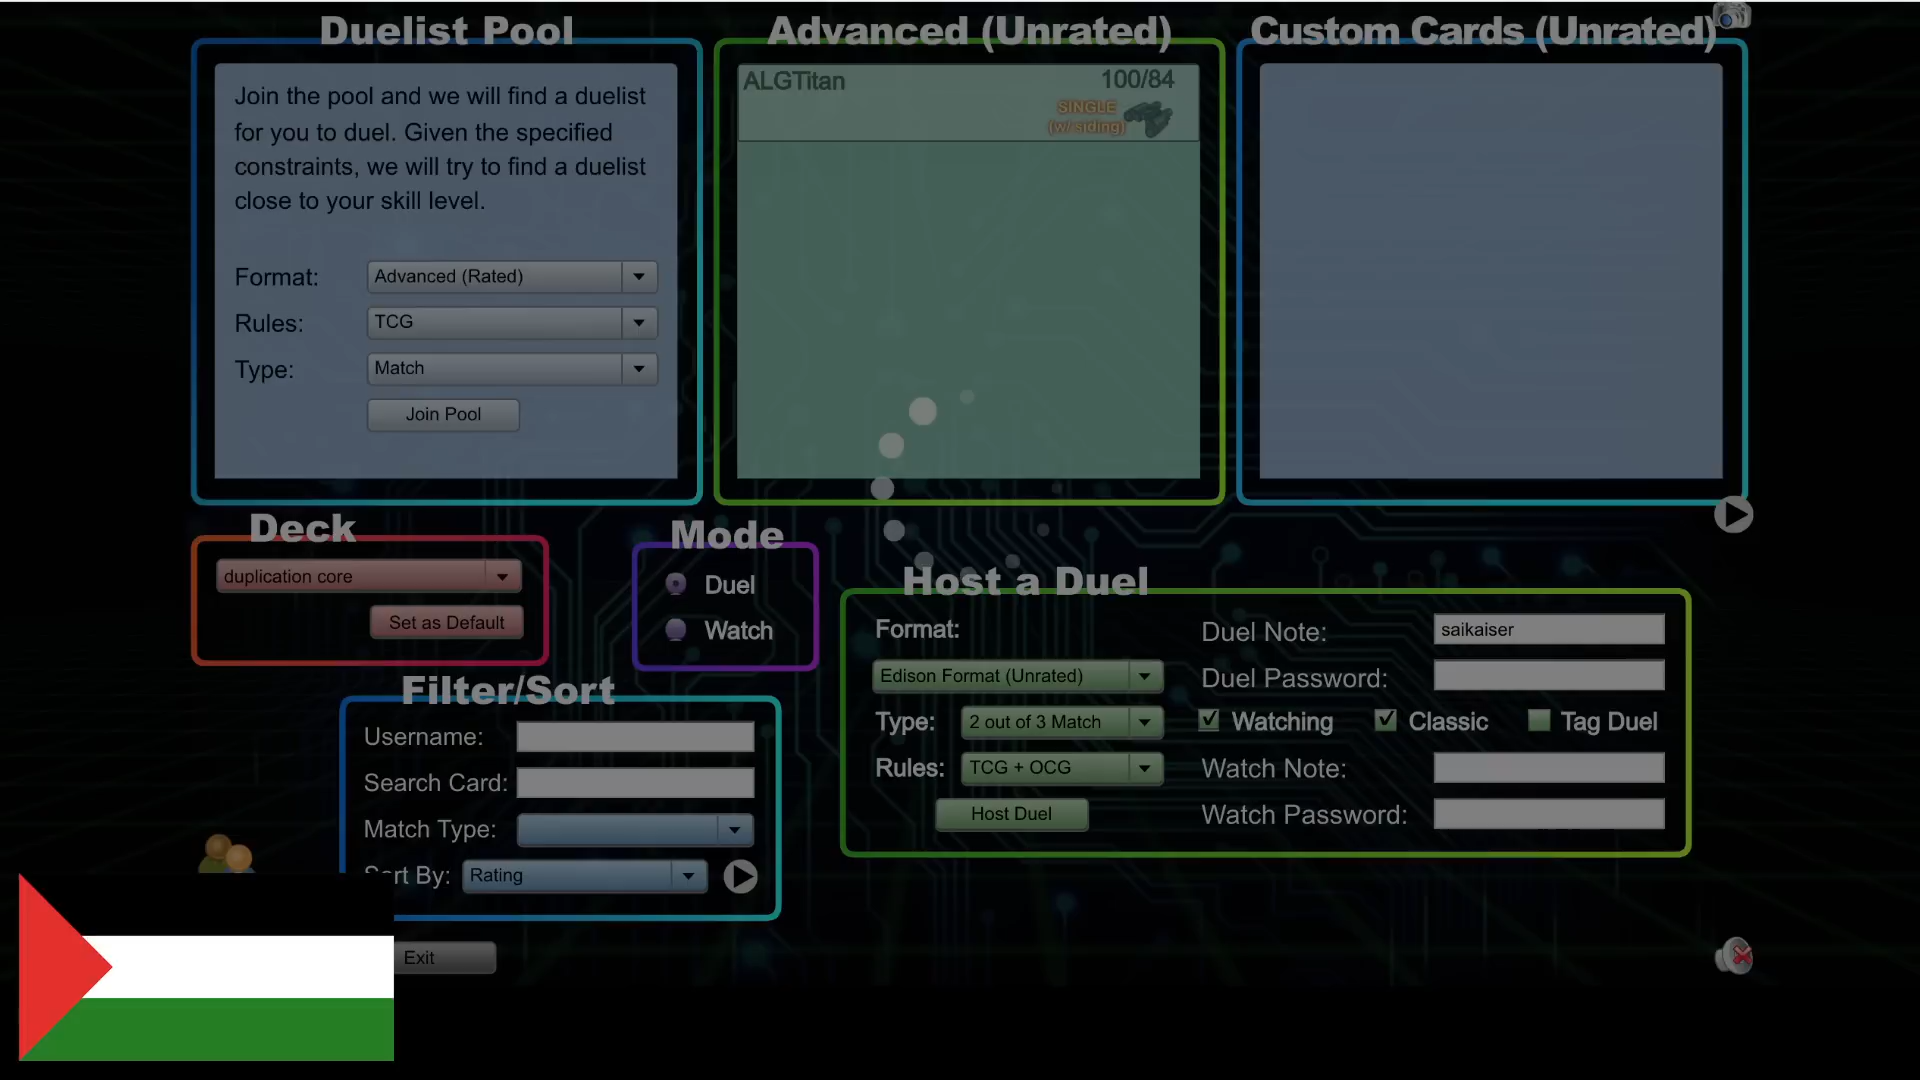 Duelist Pool
Join the pool and we will find a duelist
for you to duel. Given the specified
constraints, we will try to find a duelist
close to your skill level.
Format: Advanced (Rated)
Rules: TCG
Type: Match
Join Pool
Advanced (Unrated)
ALGTitan 100/84
SINGLE
(w/ siding)
Custom Cards (Unrated)
Deck
duplication core
Set as Default
Mode
Duel
Watch
Filter/Sort
Username:
Search Card:
Match Type:
Sort By: Rating
Exit
Host a Duel
Format:
Edison Format (Unrated)
Type: 2 out of 3 Match
Rules: TCG + OCG
Host Duel
Duel Note: saikaiser
Duel Password:
Watching Classic Tag Duel
Watch Note:
Watch Password: